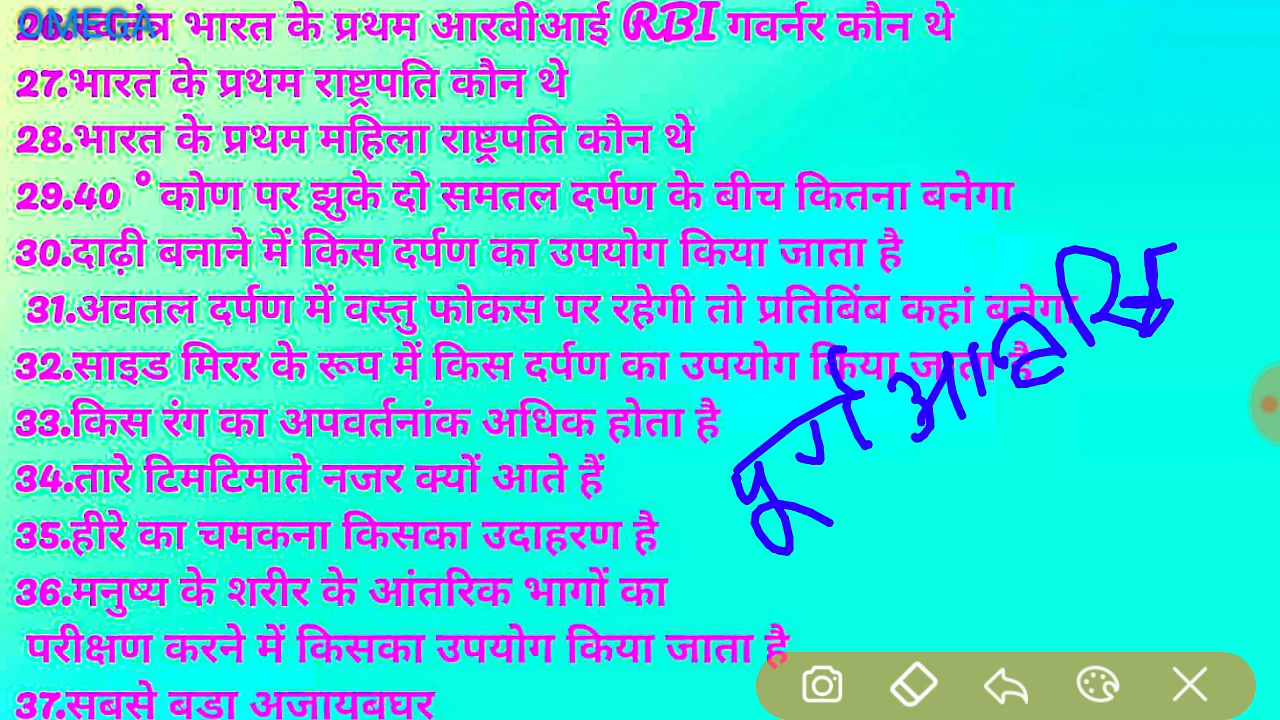 OMEGA
भारत के प्रथम आरबीआई RBI गवर्नर कौन थे
27.भारत के प्रथम राष्ट्रपति कौन थे
28.भारत के प्रथम महिला राष्ट्रपति कौन थे
29.40 ° कोण पर झुके दो समतल दर्पण के बीच कितना बनेगा
30.दाढ़ी बनाने में किस दर्पण का उपयोग किया जाता है
31.अवतल दर्पण में वस्तु फोकस पर रहेगी तो प्रतिबिंब कहां बनेगा
32.साइड मिरर के रूप में किस दर्पण का उपयोग किया जाता है
33.किस रंग का अपवर्तनांक अधिक होता है
34.तारे टिमटिमाते नजर क्यों आते हैं
35.हीरे का चमकना किसका उदाहरण है
36.मनुष्य के शरीर के आंतरिक भागों का
परीक्षण करने में किसका उपयोग किया जाता है
37.सबसे बड़ा अजायबघर